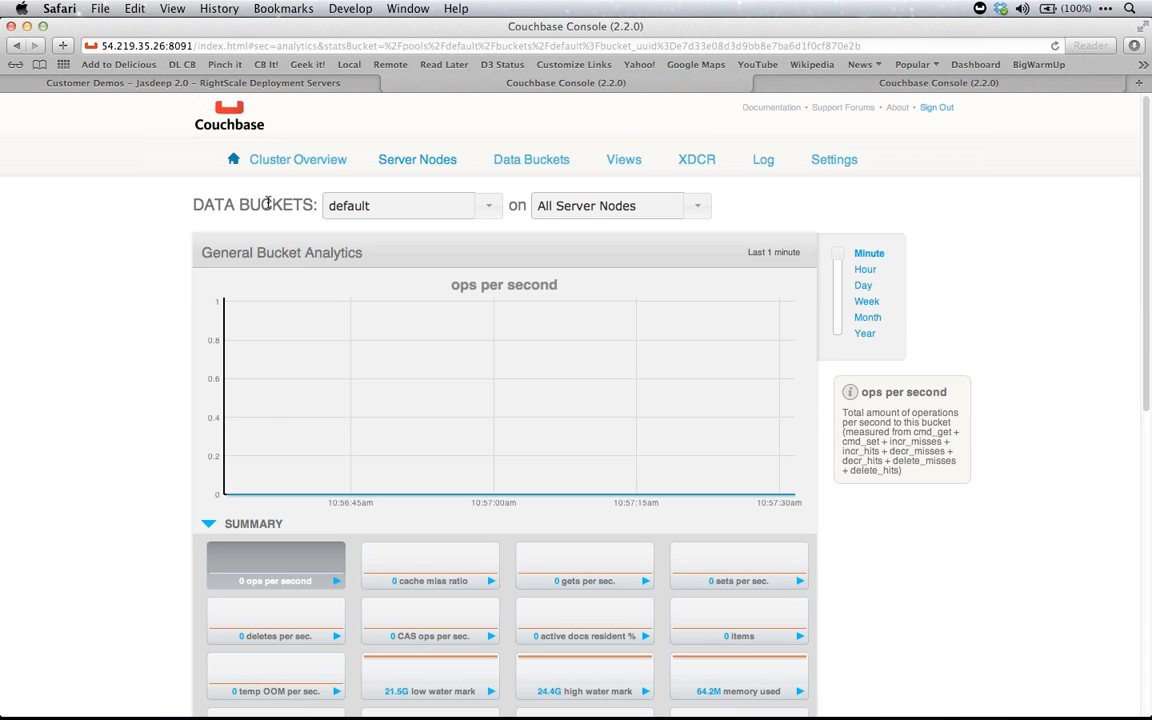 Safari File Edit View History Bookmarks Develop Window Help (100%)
Couchbase Console (2.2.0)
54.219.35.26:8091/index.html#sec=analytics&statsBucket=%2Fpools%2Fdefault%2Fbuckets%2Fdefault%3Fbucket_uuid%3De7d33e08d3d9bb8e7ba6d1f0cf870e2b Reader
Add to Delicious DL CB Pinch it CB It! Geek it! Local Remote Read Later D3 Status Customize Links Yahoo! Google Maps YouTube Wikipedia News Popular Dashboard BigWarmUp
Customer Demos - Jasdeep 2.0 - RightScale Deployment Servers Couchbase Console (2.2.0) Couchbase Console (2.2.0)
Documentation • Support Forums • About • Sign Out
Couchbase
Cluster Overview Server Nodes Data Buckets Views XDCR Log Settings
DATA BUCKETS: default on All Server Nodes
General Bucket Analytics Last 1 minute
Minute
Hour
Day
Week
Month
Year
ops per second
1
0.8
0.6
0.4
0.2
0
10:56:45am 10:57:00am 10:57:15am 10:57:30am
ops per second
Total amount of operations
per second to this bucket
(measured from cmd_get +
cmd_set + incr_misses +
incr_hits + decr_misses +
decr_hits + delete_misses
+ delete_hits)
SUMMARY
0 ops per second 0 cache miss ratio 0 gets per sec. 0 sets per sec.
0 deletes per sec. 0 CAS ops per sec. 0 active docs resident % 0 items
0 temp OOM per sec. 21.5G low water mark 24.4G high water mark 64.2M memory used